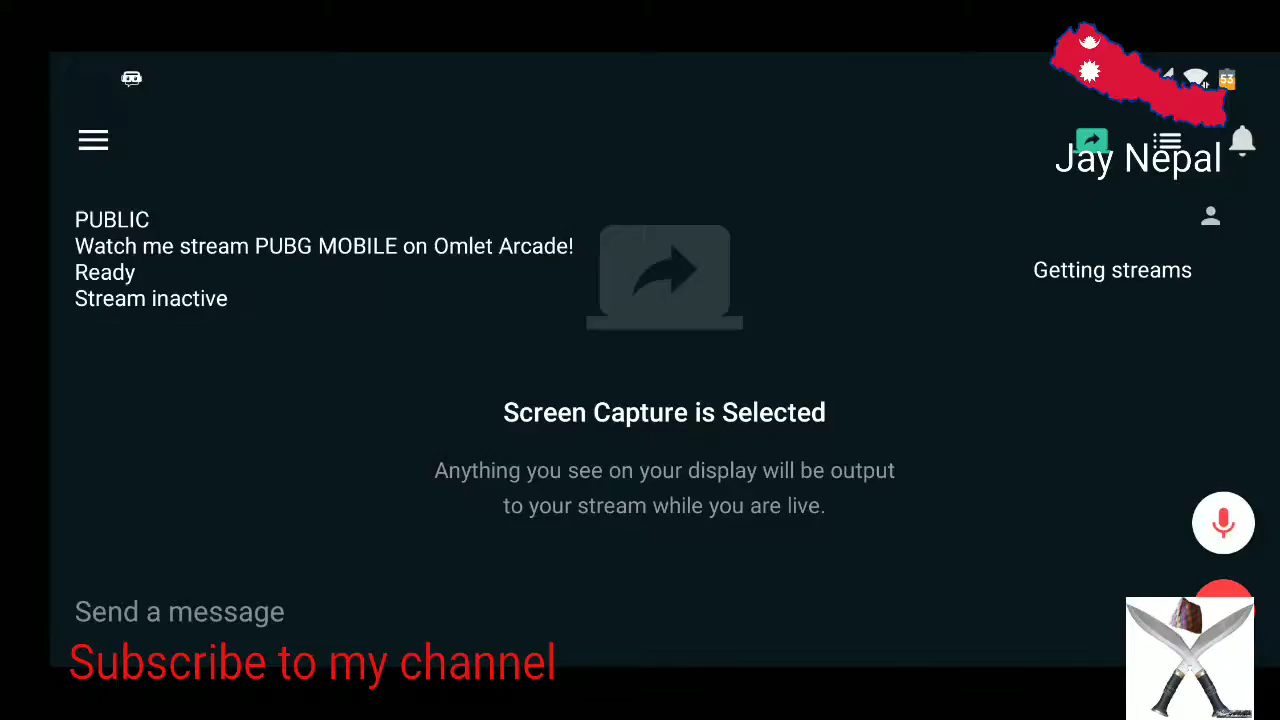 53
Jay Nepal
PUBLIC
Watch me stream PUBG MOBILE on Omlet Arcade!
Ready
Stream inactive
Getting streams
Screen Capture is Selected
Anything you see on your display will be output
to your stream while you are live.
Send a message
Subscribe to my channel